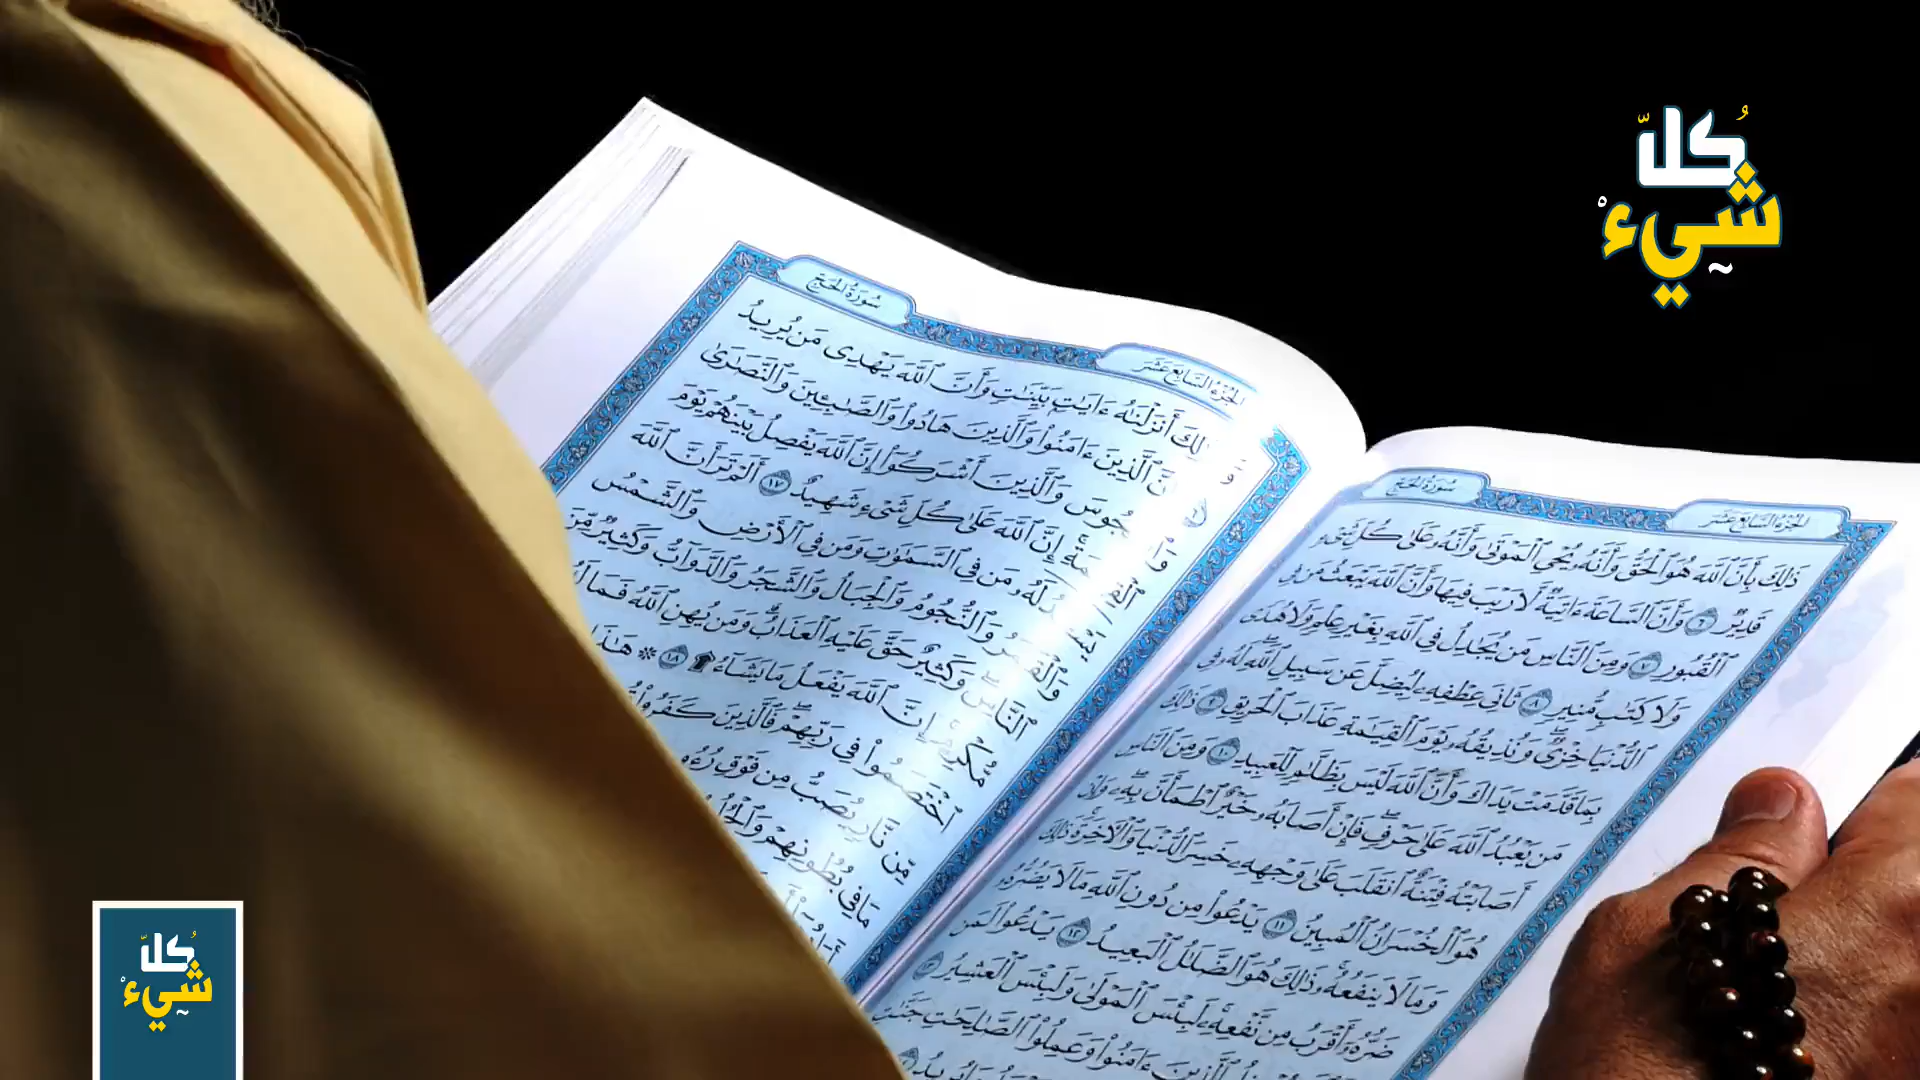 كلّ
شيء
سُورَةُ الحَجّ
الجُزْءُ السَّابِعَ عَشَرَ
ذَٰلِكَ بِأَنَّ ٱللَّهَ هُوَ ٱلْحَقُّ وَأَنَّهُۥ يُحْىِ ٱلْمَوْتَىٰ وَأَنَّهُۥ عَلَىٰ كُلِّ شَىْءٍ
قَدِيرٌ ٦ وَأَنَّ ٱلسَّاعَةَ ءَاتِيَةٌ لَّا رَيْبَ فِيهَا وَأَنَّ ٱللَّهَ يَبْعَثُ مَن فِى
ٱلْقُبُورِ ٧ وَمِنَ ٱلنَّاسِ مَن يُجَٰدِلُ فِى ٱللَّهِ بِغَيْرِ عِلْمٍ وَلَا هُدًى
وَلَا كِتَٰبٍ مُّنِيرٍ ٨ ثَانِىَ عِطْفِهِۦ لِيُضِلَّ عَن سَبِيلِ ٱللَّهِ لَهُۥ فِى
ٱلدُّنْيَا خِزْىٌ وَنُذِيقُهُۥ يَوْمَ ٱلْقِيَٰمَةِ عَذَابَ ٱلْحَرِيقِ ٩ ذَٰلِكَ
بِمَا قَدَّمَتْ يَدَاكَ وَأَنَّ ٱللَّهَ لَيْسَ بِظَلَّٰمٍ لِّلْعَبِيدِ ١٠ وَمِنَ ٱلنَّاسِ
مَن يَعْبُدُ ٱللَّهَ عَلَىٰ حَرْفٍ فَإِنْ أَصَابَهُۥ خَيْرٌ ٱطْمَأَنَّ بِهِۦ وَإِنْ
أَصَابَتْهُ فِتْنَةٌ ٱنقَلَبَ عَلَىٰ وَجْهِهِۦ خَسِرَ ٱلدُّنْيَا وَٱلْءَاخِرَةَ ذَٰلِكَ
هُوَ ٱلْخُسْرَانُ ٱلْمُبِينُ ١١ يَدْعُوا۟ مِن دُونِ ٱللَّهِ مَا لَا يَضُرُّهُۥ
وَمَا لَا يَنفَعُهُۥ ذَٰلِكَ هُوَ ٱلضَّلَٰلُ ٱلْبَعِيدُ ١٢ يَدْعُوا۟ لَمَن
ضَرُّهُۥٓ أَقْرَبُ مِن نَّفْعِهِۦ لَبِئْسَ ٱلْمَوْلَىٰ وَلَبِئْسَ ٱلْعَشِيرُ ١٣
ٱلَّذِينَ ءَامَنُوا۟ وَعَمِلُوا۟ ٱلصَّٰلِحَٰتِ جَنَّٰتٍ
سُورَةُ الحَجّ
الجُزْءُ السَّابِعَ عَشَرَ
أَنزَلْنَٰهُ ءَايَٰتٍۭ بَيِّنَٰتٍ وَأَنَّ ٱللَّهَ يَهْدِى مَن يُرِيدُ
ٱلَّذِينَ ءَامَنُوا۟ وَٱلَّذِينَ هَادُوا۟ وَٱلصَّٰبِـِٔينَ وَٱلنَّصَٰرَىٰ
وَٱلَّذِينَ أَشْرَكُوٓا۟ إِنَّ ٱللَّهَ يَفْصِلُ بَيْنَهُمْ يَوْمَ
إِنَّ ٱللَّهَ عَلَىٰ كُلِّ شَىْءٍ شَهِيدٌ ١٧ أَلَمْ تَرَ أَنَّ ٱللَّهَ
لَهُۥ مَن فِى ٱلسَّمَٰوَٰتِ وَمَن فِى ٱلْأَرْضِ وَٱلشَّمْسُ
وَٱلْقَمَرُ وَٱلنُّجُومُ وَٱلْجِبَالُ وَٱلشَّجَرُ وَٱلدَّوَآبُّ وَكَثِيرٌ مِّنَ
ٱلنَّاسِ وَكَثِيرٌ حَقَّ عَلَيْهِ ٱلْعَذَابُ وَمَن يُهِنِ ٱللَّهُ فَمَا لَهُۥ
مُّكْرِمٍ إِنَّ ٱللَّهَ يَفْعَلُ مَا يَشَآءُ ۩ ١٨ هَٰذَا
ٱخْتَصَمُوا۟ فِى رَبِّهِمْ فَٱلَّذِينَ كَفَرُوا۟
مِّن نَّارٍ يُصَبُّ مِن فَوْقِ
مَا فِى بُطُونِهِمْ
كلّ
شيء